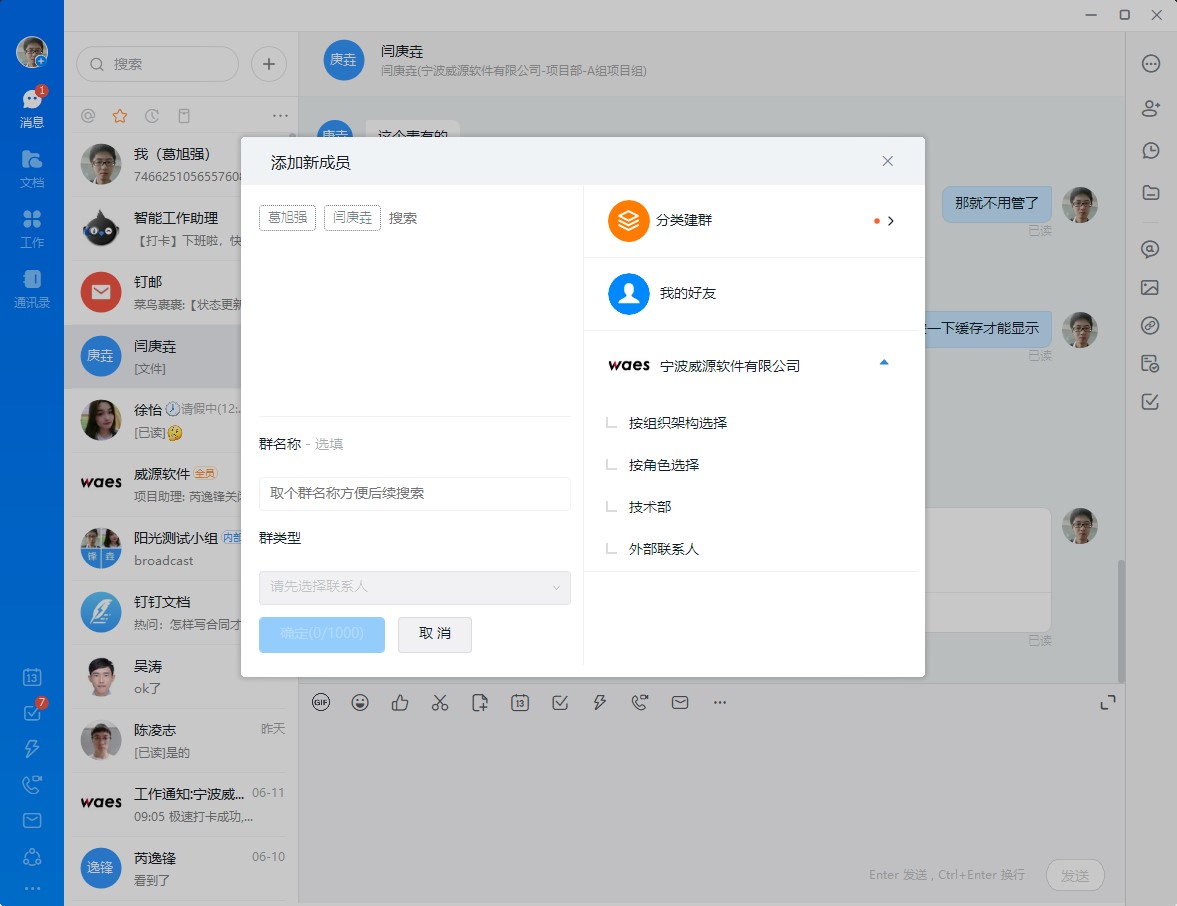 搜索
庚垚
闫庚垚
闫庚垚(宁波威源软件有限公司-项目部-A组项目组)
1
消息
文档
工作
通讯录
13
7
我（葛旭强）
7466251056557608
智能工作助理
【打卡】下班啦，快
钉邮
菜鸟裹裹:【状态更新
庚垚
闫庚垚
[文件]
徐怡
请假中(12:..
[已读]
waes
威源软件 全员
项目助理: 芮逸锋关
锋 垚
阳光测试小组 内部
broadcast
钉钉文档
热问：怎样写合同才
吴涛
ok了
陈凌志 昨天
[已读]是的
waes
工作通知:宁波威... 06-11
09:05 极速打卡成功,...
逸锋
芮逸锋 06-10
看到了
庚垚
这个表有的
那就不用管了
已读
一下缓存才能显示
已读
已读
添加新成员
葛旭强 闫庚垚 搜索
群名称 - 选填
取个群名称方便后续搜索
群类型
请先选择联系人
确定(0/1000) 取 消
分类建群
我的好友
waes 宁波威源软件有限公司
按组织架构选择
按角色选择
技术部
外部联系人
GIF
13
Enter 发送 , Ctrl+Enter 换行
发送